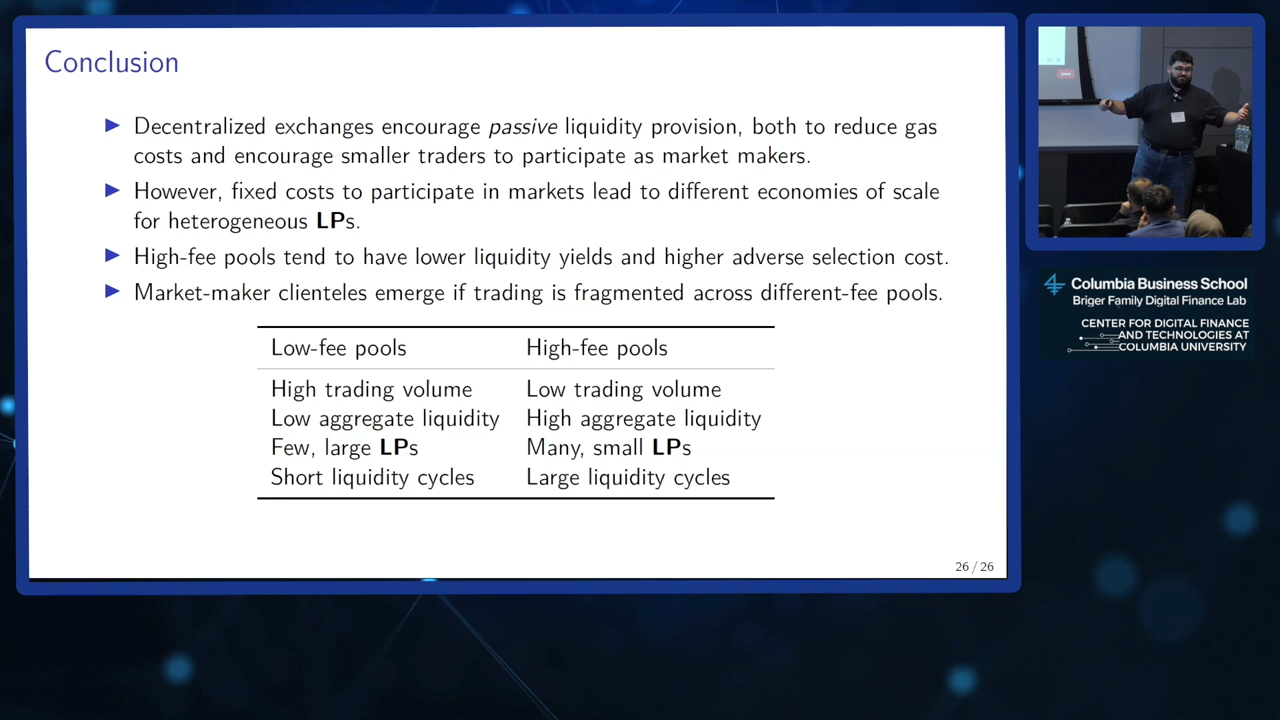 Conclusion
Decentralized exchanges encourage passive liquidity provision, both to reduce gas
costs and encourage smaller traders to participate as market makers.
However, fixed costs to participate in markets lead to different economies of scale
for heterogeneous LPs.
High-fee pools tend to have lower liquidity yields and higher adverse selection cost.
Market-maker clienteles emerge if trading is fragmented across different-fee pools.
Low-fee pools High-fee pools
High trading volume Low trading volume
Low aggregate liquidity High aggregate liquidity
Few, large LPs Many, small LPs
Short liquidity cycles Large liquidity cycles
26 / 26
Columbia Business School
Briger Family Digital Finance Lab
CENTER FOR DIGITAL FINANCE
AND TECHNOLOGIES AT
COLUMBIA UNIVERSITY